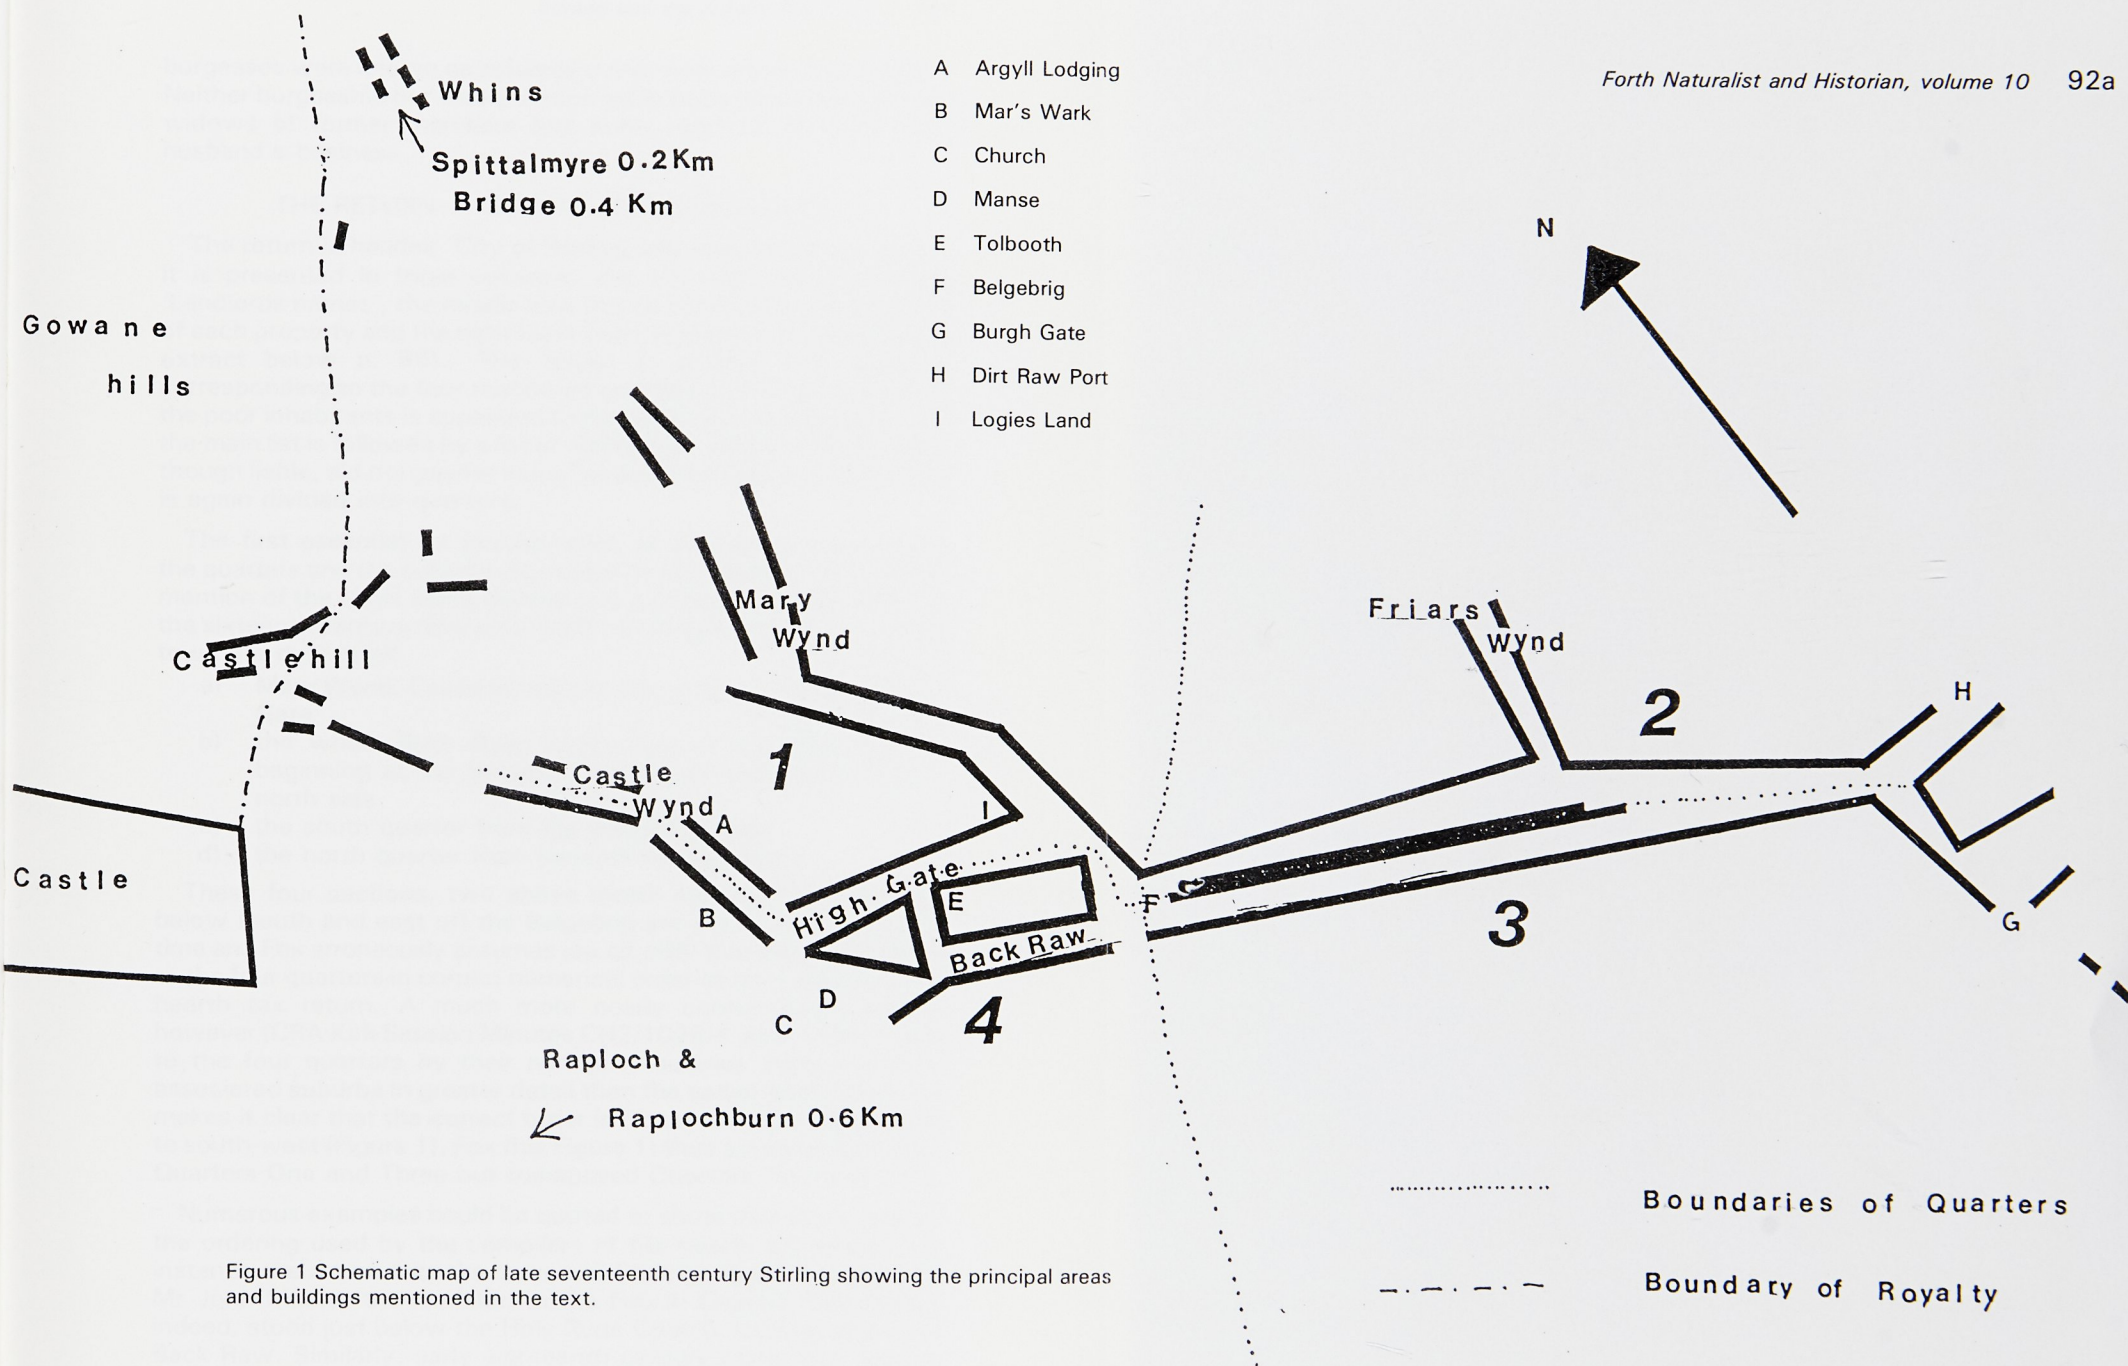 Forth Naturalist and Historian, volume 10 92a
A Argyll Lodging
B Mar's Wark
C Church
D Manse
E Tolbooth
F Belgebrig
G Burgh Gate
H Dirt Raw Port
I Logies Land
Whins
Spittalmyre 0.2Km
Bridge 0.4 Km
N
Gowane
hills
Mary
Wynd
Friars
Wynd
Castlehill
H
2
1
Castle
Wynd
A
I
Castle
High Gate
E
F
B
3
G
Back Raw
D
C
4
Raploch &
Raplochburn 0.6Km
Boundaries of Quarters
Boundary of Royalty
Figure 1 Schematic map of late seventeenth century Stirling showing the principal areas
and buildings mentioned in the text.